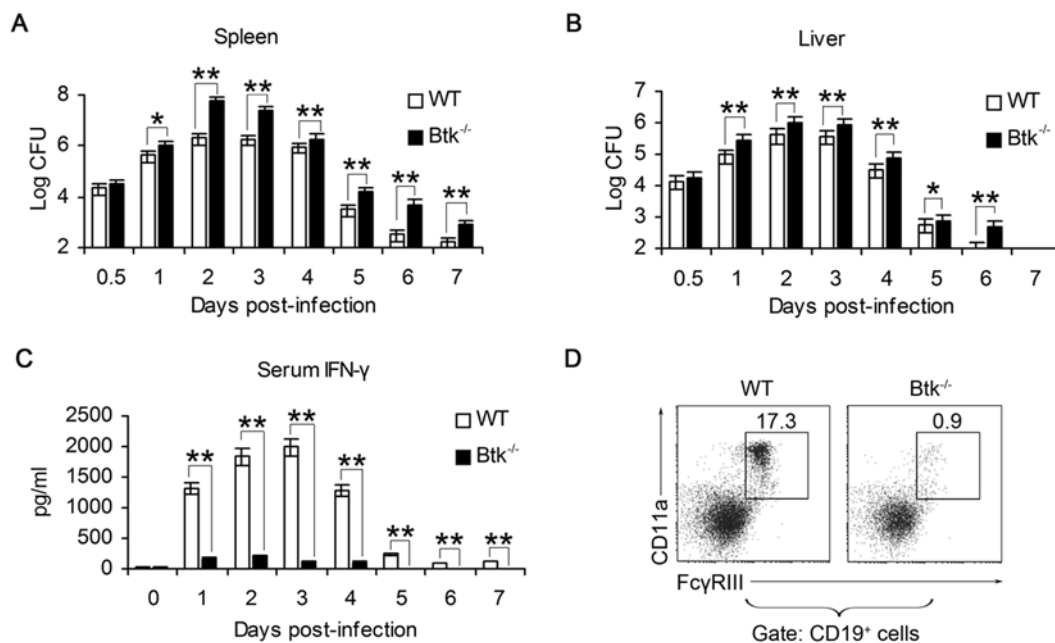 A
Spleen
** ** **
*
** ** **
8
6
4
2
Log CFU
WT
Btk-/-
0.5 1 2 3 4 5 6 7
Days post-infection
B
Liver
** ** **
**
* **
7
6
5
4
3
2
Log CFU
WT
Btk-/-
0.5 1 2 3 4 5 6 7
Days post-infection
C
Serum IFN-γ
** ** ** ** ** ** **
2500
2000
1500
1000
500
0
pg/ml
WT
Btk-/-
0 1 2 3 4 5 6 7
Days post-infection
D
WT Btk-/-
17.3 0.9
CD11a
FcγRIII
Gate: CD19+ cells